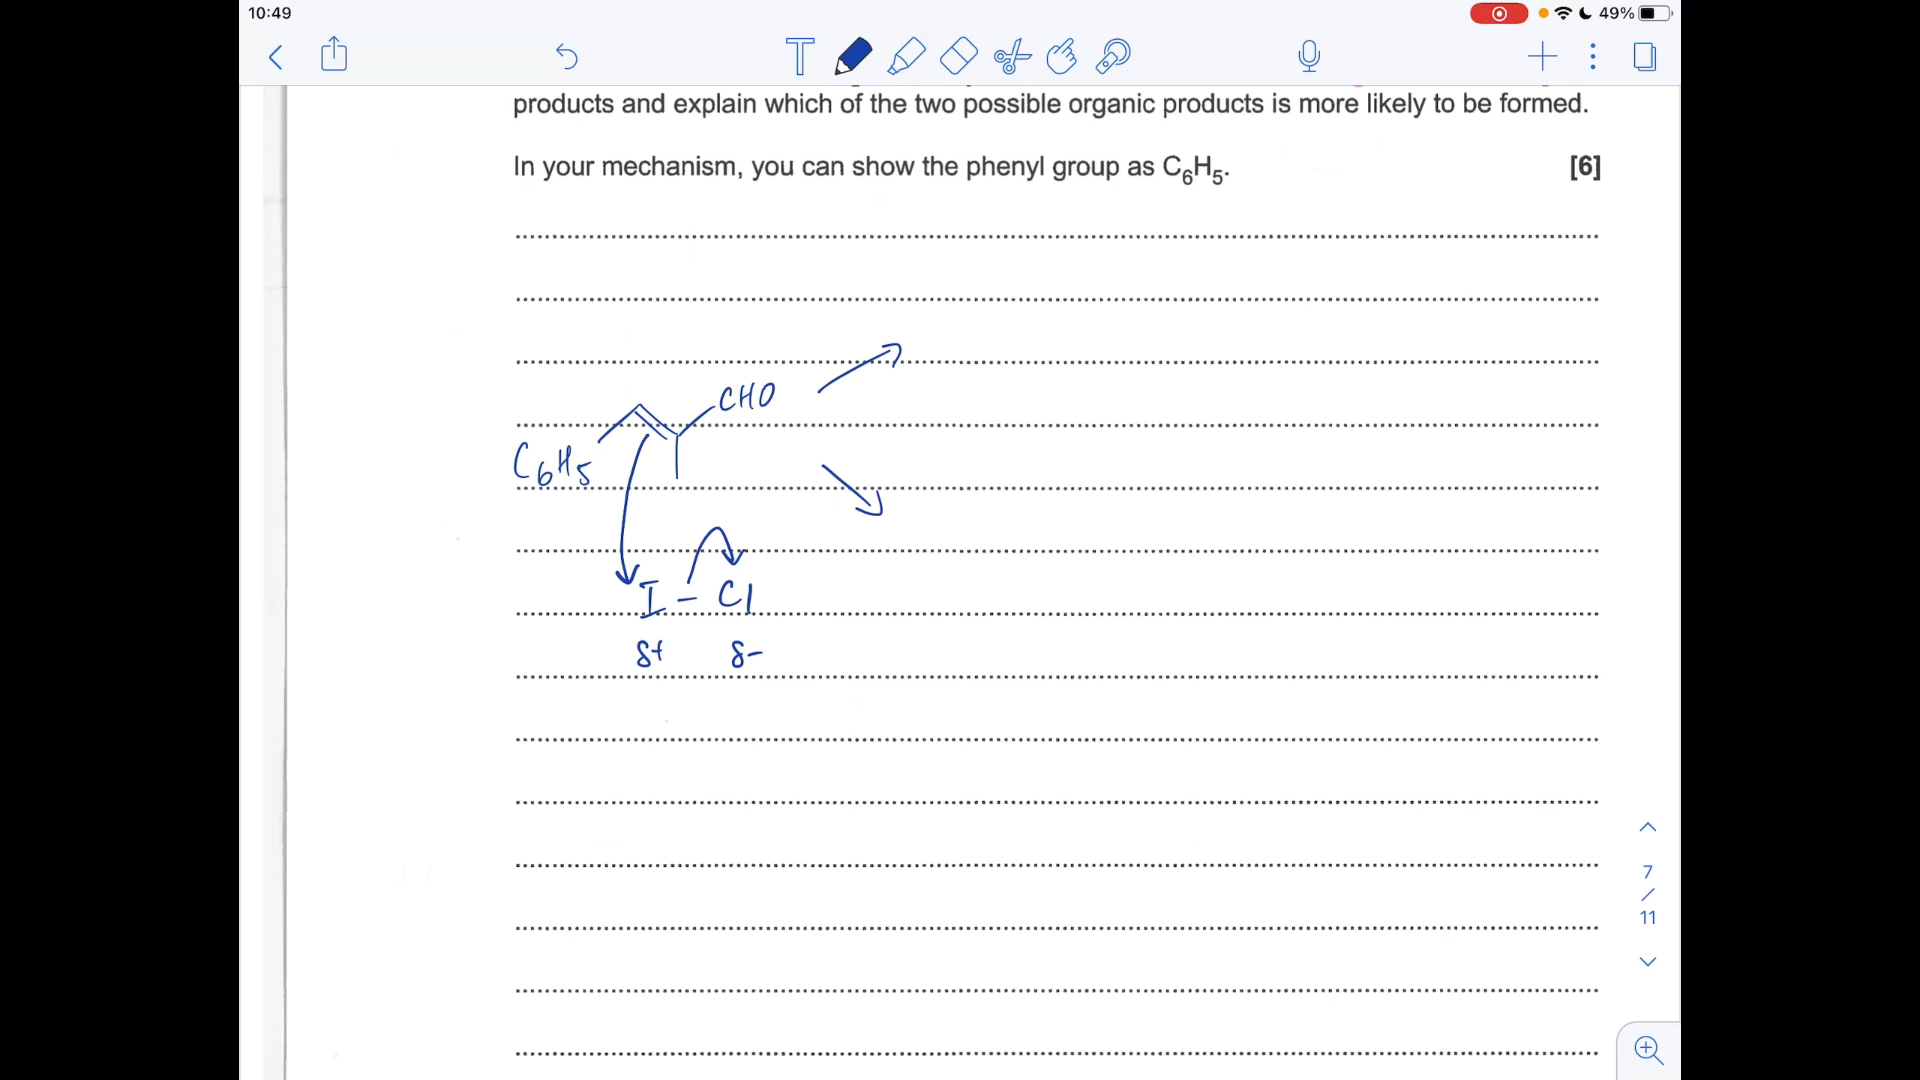 10:49
49%
T
products and explain which of the two possible organic products is more likely to be formed.
In your mechanism, you can show the phenyl group as C₆H₅. [6]
CHO
C₆H₅
I - Cl
δ+ δ-
7
/
11